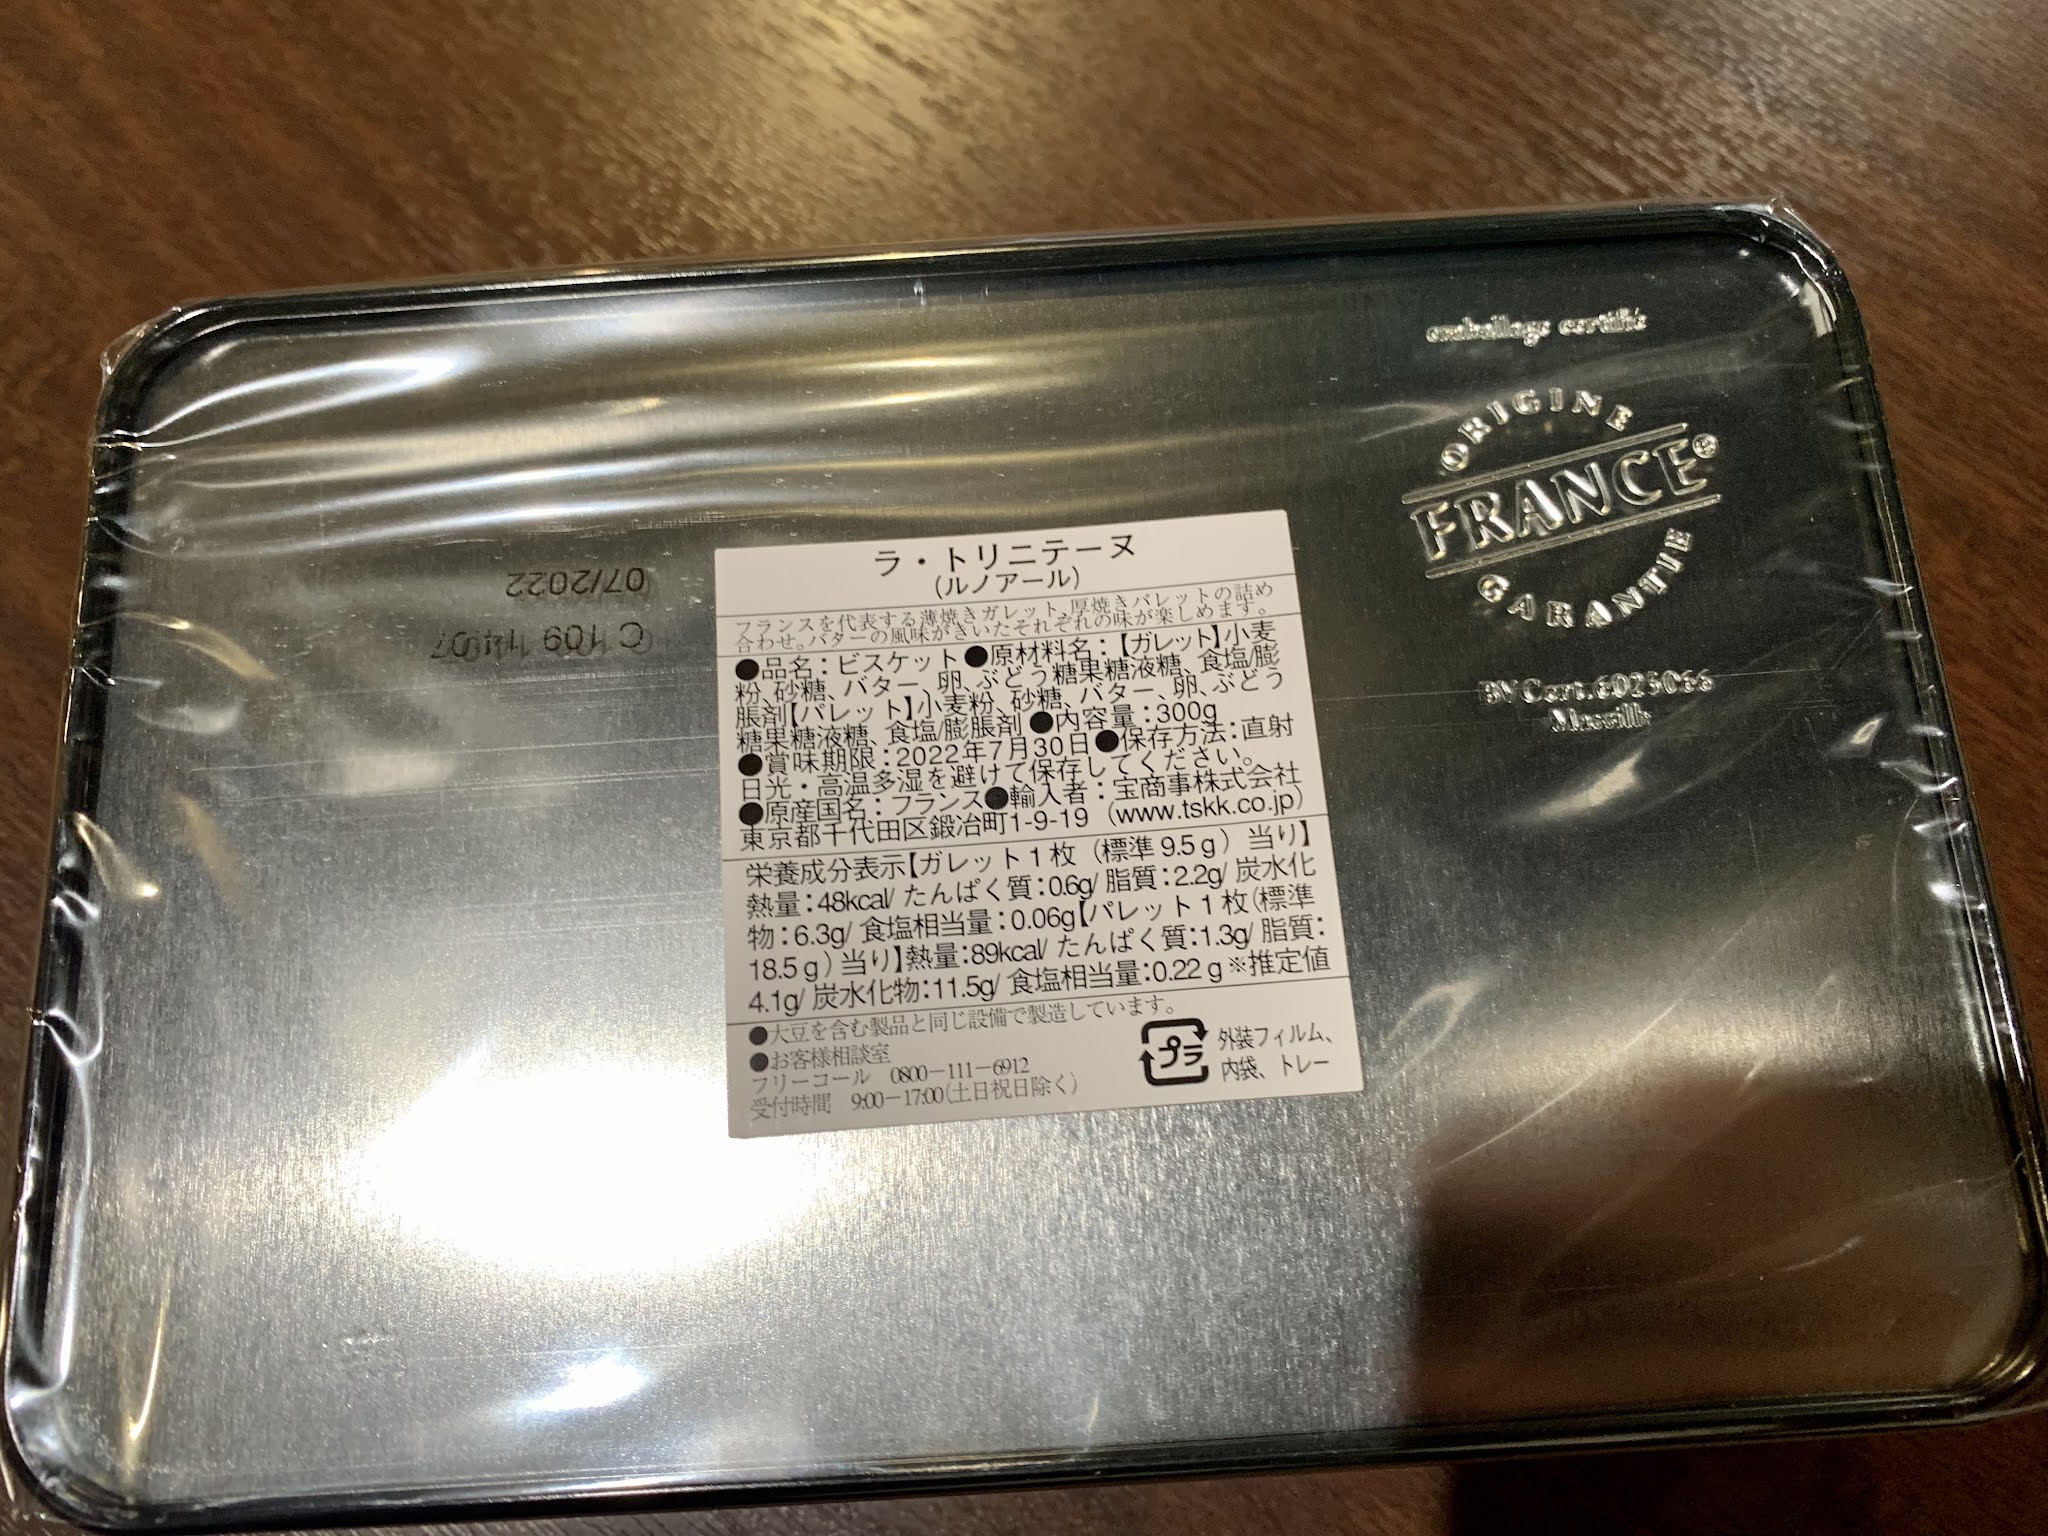 ラ・トリニテーヌ
(ルノアール)
フランスを代表する薄焼きガレット、厚焼きパレットの詰め
合わせ。バターの風味がきいたそれぞれの味が楽しめます。
●品名：ビスケット ●原材料名：【ガレット】小麦
粉、砂糖、バター、卵、ぶどう糖果糖液糖、食塩/膨
脹剤【パレット】小麦粉、砂糖、バター、卵、ぶどう
糖果糖液糖、食塩/膨脹剤 ●内容量：300g
●賞味期限：2022年7月30日 ●保存方法：直射
日光・高温多湿を避けて保存してください。
●原産国名：フランス ●輸入者：宝商事株式会社
東京都千代田区鍛冶町1-9-19 (www.tskk.co.jp)
栄養成分表示【ガレット1枚（標準9.5g）当り】
熱量：48kcal/ たんぱく質：0.6g/ 脂質：2.2g/ 炭水化
物：6.3g/ 食塩相当量：0.06g【パレット1枚（標準
18.5g）当り】熱量：89kcal/ たんぱく質：1.3g/ 脂質：
4.1g/ 炭水化物：11.5g/ 食塩相当量：0.22g ※推定値
●大豆を含む製品と同じ設備で製造しています。
●お客様相談室
フリーコール 0800-111-6912
受付時間 9:00-17:00(土日祝日除く)
プラ
外装フィルム、
内袋、トレー
emballage certifié
ORIGINE
FRANCE®
GARANTIE
BV Cert. 6025066
07/2022
C 109 14:07